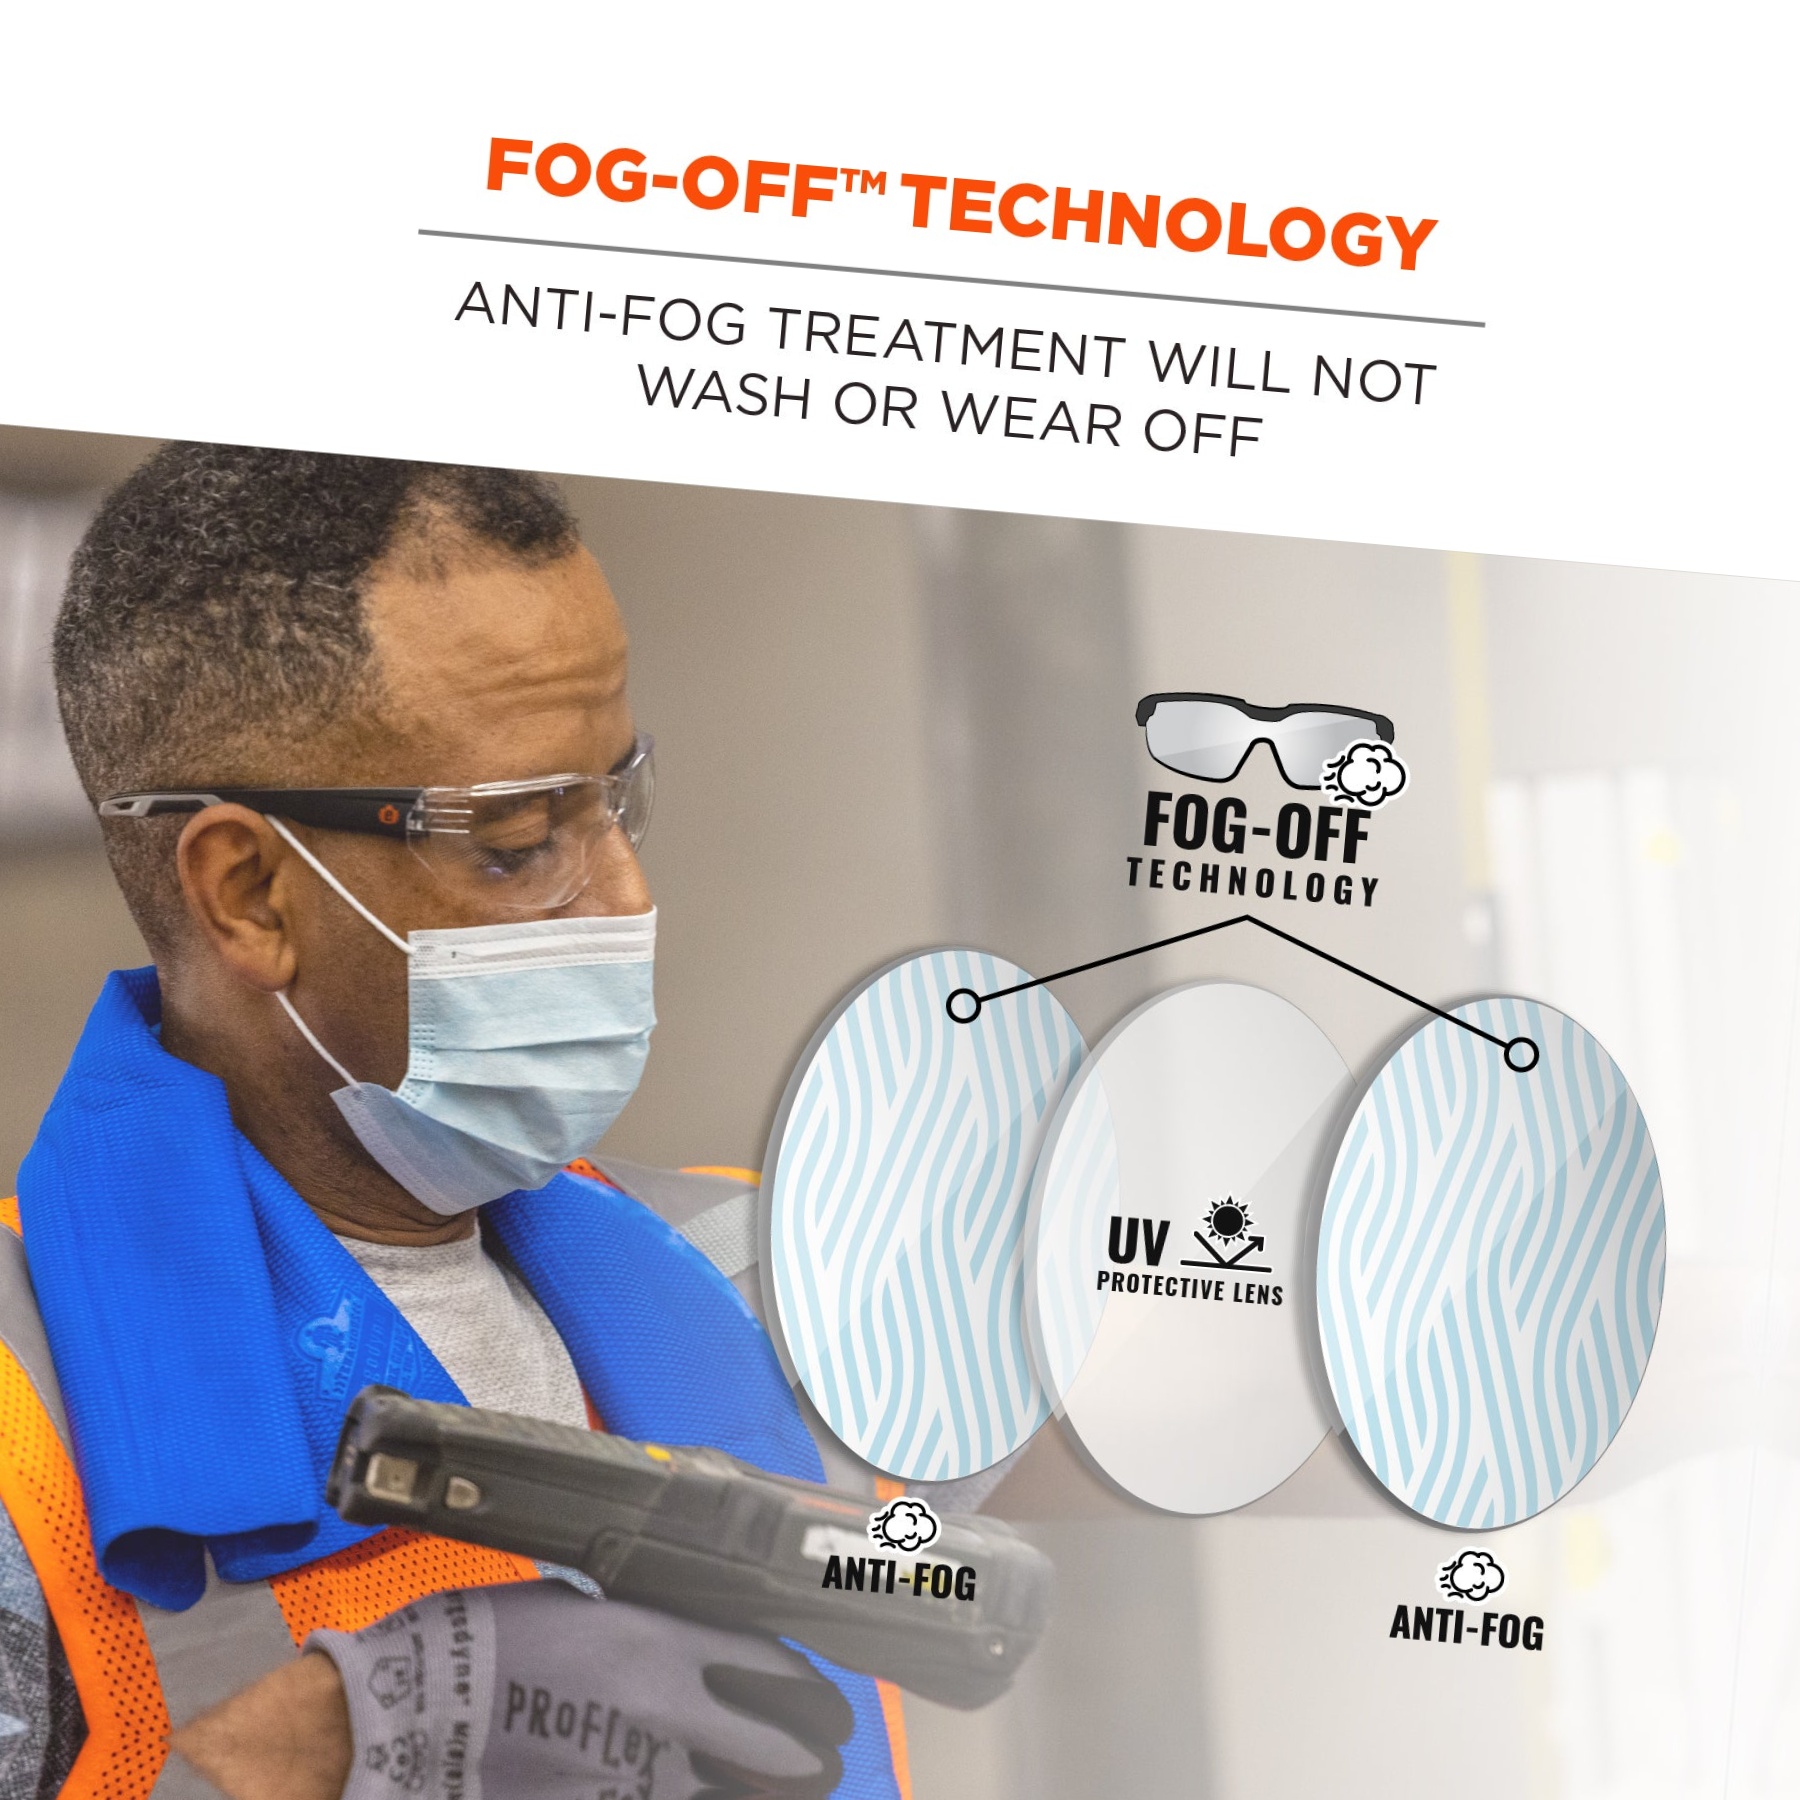 FOG-OFF™ TECHNOLOGY
ANTI-FOG TREATMENT WILL NOT
WASH OR WEAR OFF
FOG-OFF
TECHNOLOGY
UV
PROTECTIVE LENS
ANTI-FOG
ANTI-FOG
PROFLEX